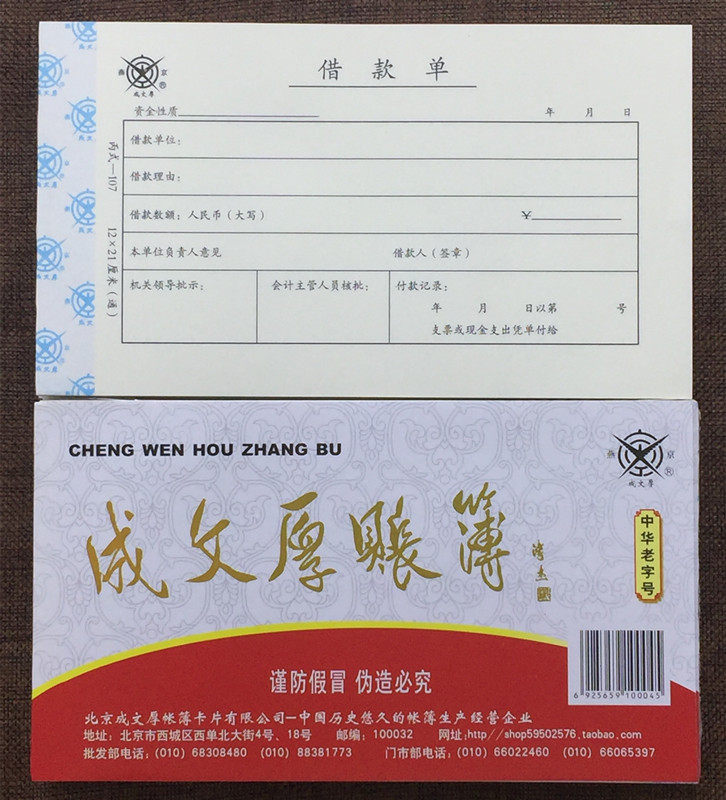 燕 京
®
成文厚
借款单
资金性质 年 月 日
借款单位：
借款理由：
借款数额：人民币（大写） ¥
本单位负责人意见 借款人（签章）
机关领导批示： 会计主管人员核批： 付款记录：
年 月 日以第 号
支票或现金支出凭单付给
丙式—107 12×21厘米（通）
CHENG WEN HOU ZHANG BU
燕 京
®
成文厚
成文厚賬簿
中华老字号
谨防假冒 伪造必究
6 925659 100045
北京成文厚帐簿卡片有限公司—中国历史悠久的帐簿生产经营企业
地址：北京市西城区西单北大街4号、18号 邮编：100032 网址:http//shop59502576.taobao.com
批发部电话：(010) 68308480 (010) 88381773 门市部电话：(010) 66022460 (010) 66065397